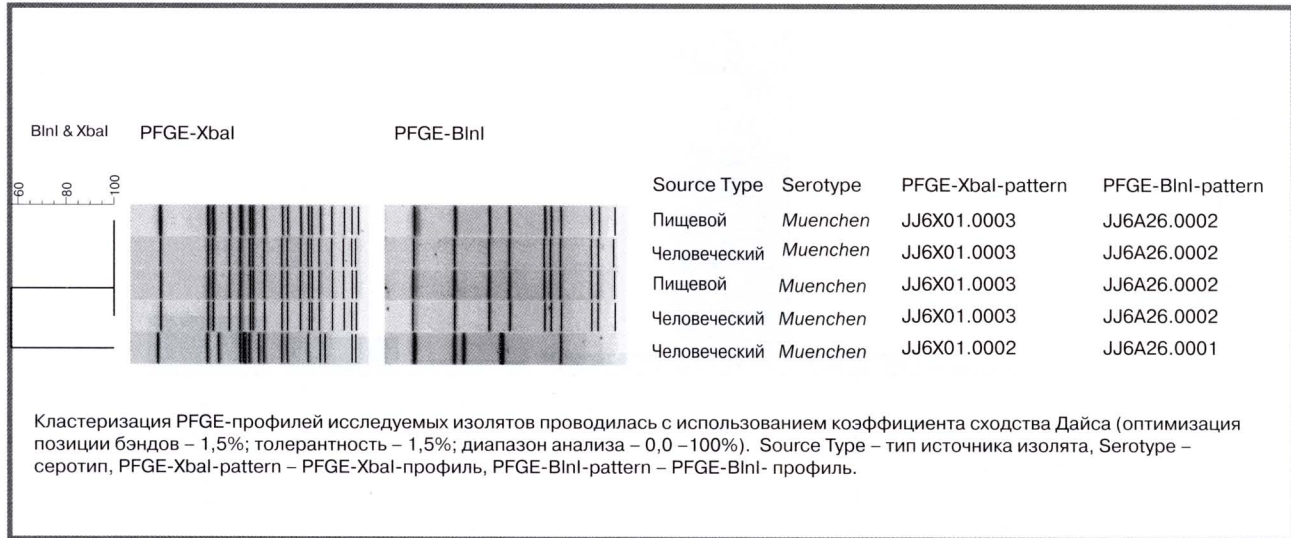 BlnI & XbaI PFGE-XbaI PFGE-BlnI
60 80 100
Source Type Serotype PFGE-XbaI-pattern PFGE-BlnI-pattern
Пищевой Muenchen JJ6X01.0003 JJ6A26.0002
Человеческий Muenchen JJ6X01.0003 JJ6A26.0002
Пищевой Muenchen JJ6X01.0003 JJ6A26.0002
Человеческий Muenchen JJ6X01.0003 JJ6A26.0002
Человеческий Muenchen JJ6X01.0002 JJ6A26.0001
Кластеризация PFGE-профилей исследуемых изолятов проводилась с использованием коэффициента сходства Дайса (оптимизация
позиции бэндов – 1,5%; толерантность – 1,5%; диапазон анализа – 0,0 –100%). Source Type – тип источника изолята, Serotype –
серотип, PFGE-XbaI-pattern – PFGE-XbaI-профиль, PFGE-BlnI-pattern – PFGE-BlnI- профиль.